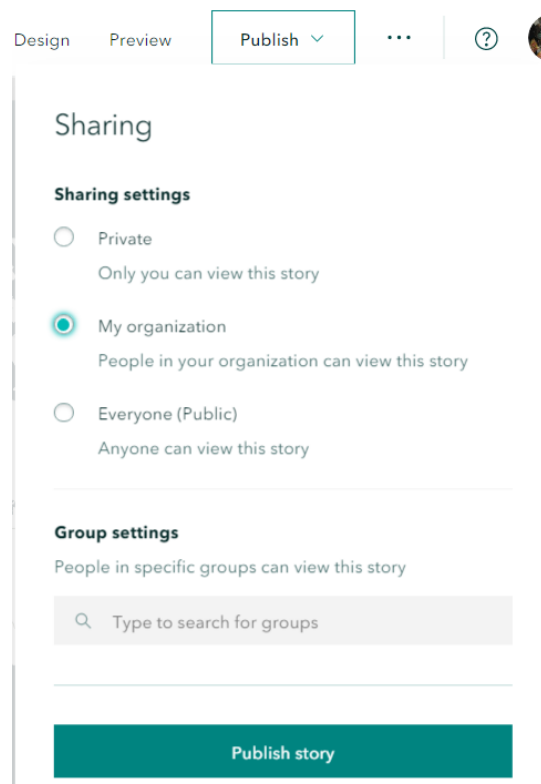 Design Preview Publish ...
Sharing
Sharing settings
Private
Only you can view this story
My organization
People in your organization can view this story
Everyone (Public)
Anyone can view this story
Group settings
People in specific groups can view this story
Type to search for groups
Publish story